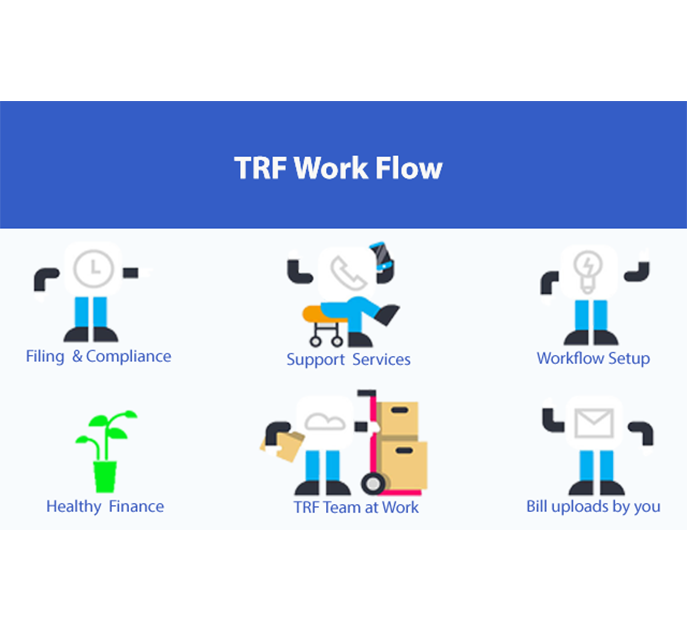 TRF Work Flow
Filing & Compliance
Support Services
Workflow Setup
Healthy Finance
TRF Team at Work
Bill uploads by you